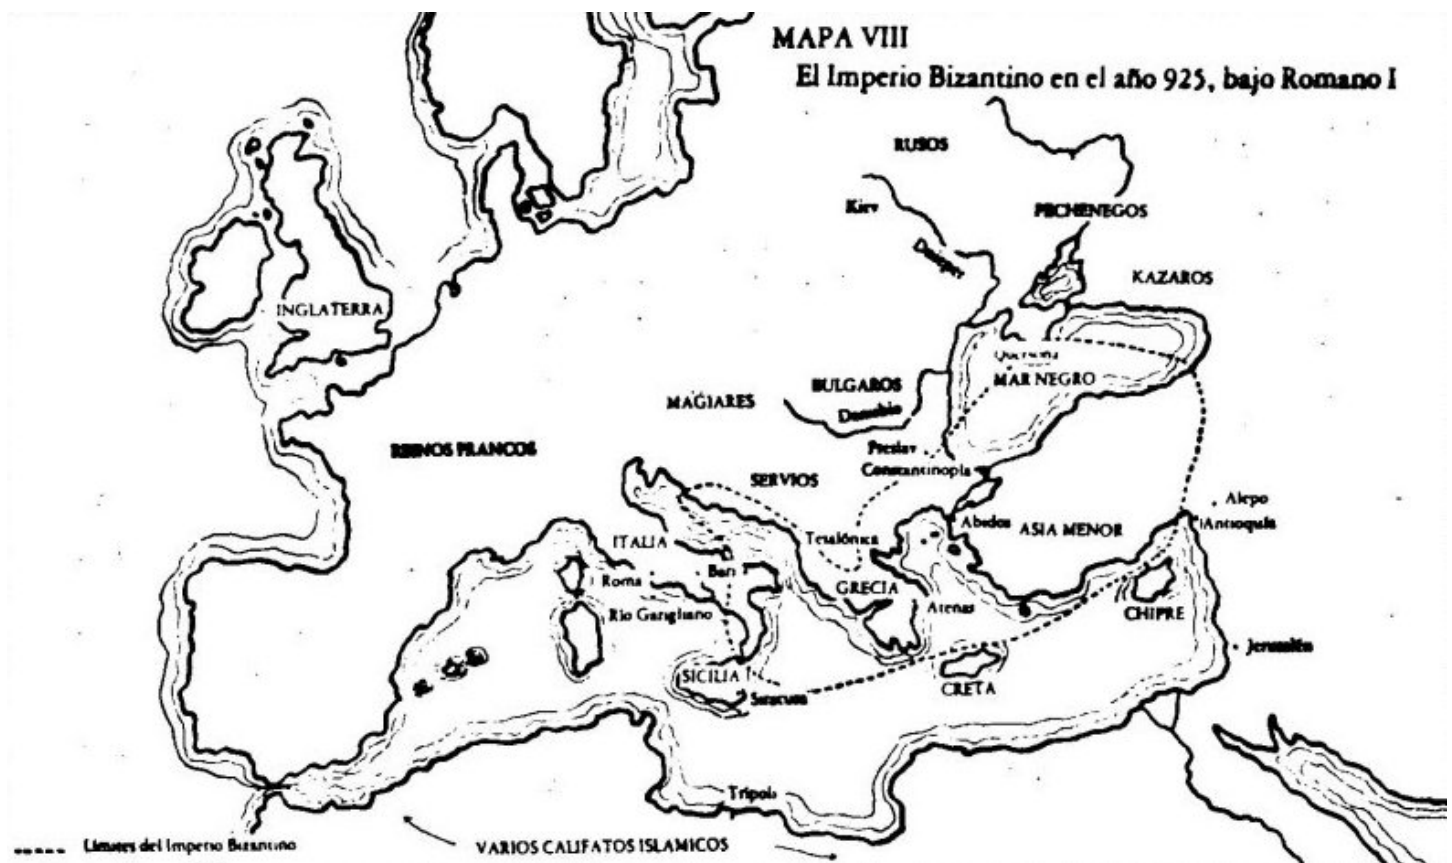 MAPA VIII
El Imperio Bizantino en el año 925, bajo Romano I
RUSOS
Kiev
PECHENEGOS
Dnieper
KAZAROS
INGLATERRA
Quersona
MAR NEGRO
BULGAROS
MAGIARES
Danubio
REINOS FRANCOS
Preslav
Constantinopla
SERVIOS
Alepo
Abidos
ASIA MENOR
Antioquía
Tesalónica
ITALIA
Roma
Bari
GRECIA
Atenas
CHIPRE
Río Garigliano
Jerusalén
SICILIA
CRETA
Siracusa
Trípoli
Límites del Imperio Bizantino
VARIOS CALIFATOS ISLAMICOS